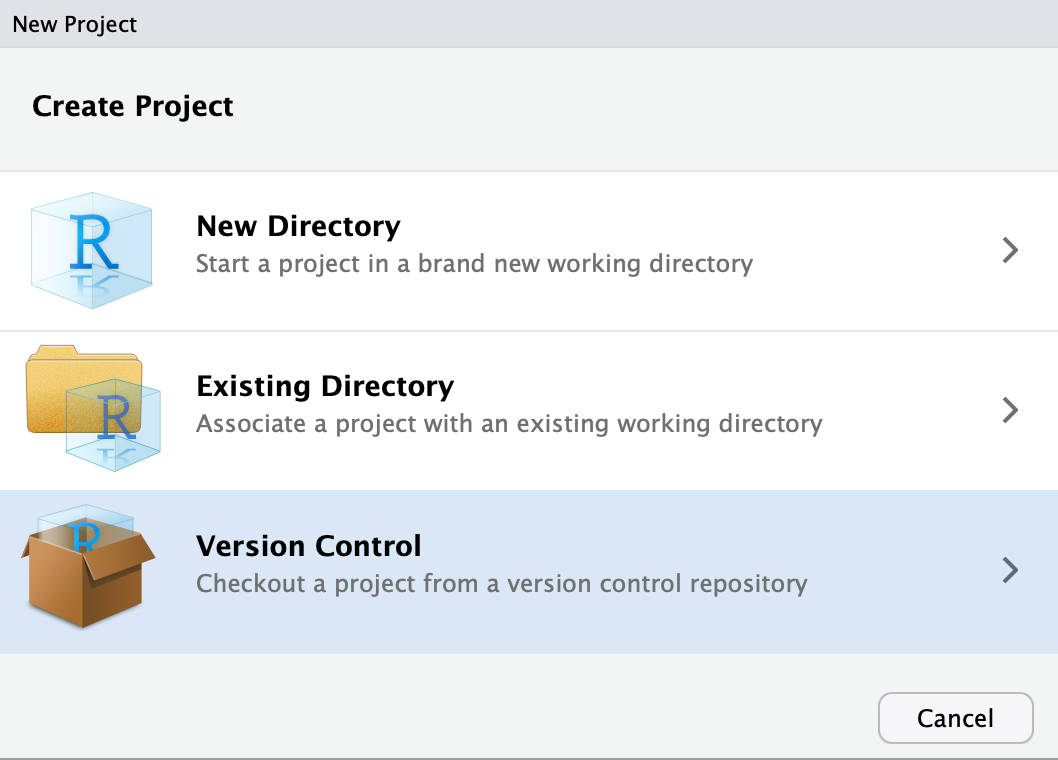 New Project
Create Project
R
New Directory
Start a project in a brand new working directory
R
Existing Directory
Associate a project with an existing working directory
R
Version Control
Checkout a project from a version control repository
Cancel